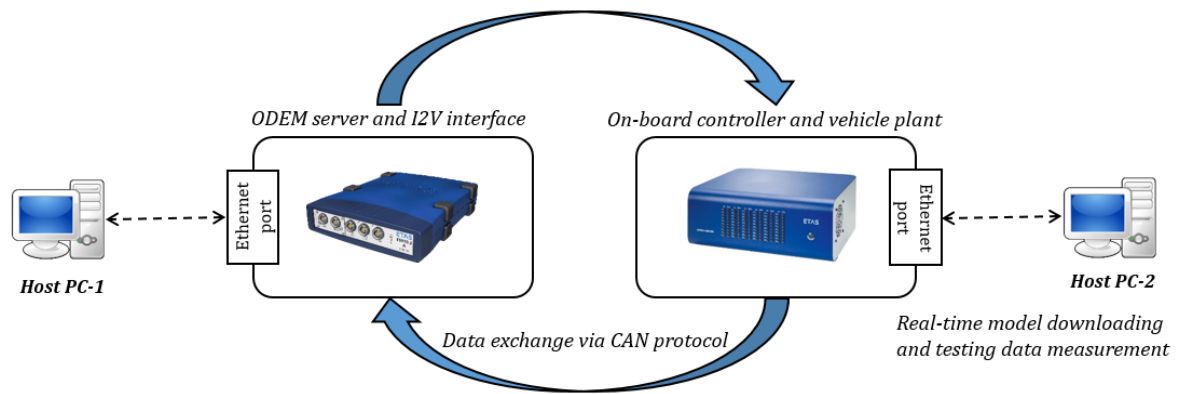 ODEM server and I2V interface
On-board controller and vehicle plant
Ethernet
port
ETAS
ETAS
Ethernet
port
Host PC-1
Host PC-2
Data exchange via CAN protocol
Real-time model downloading
and testing data measurement